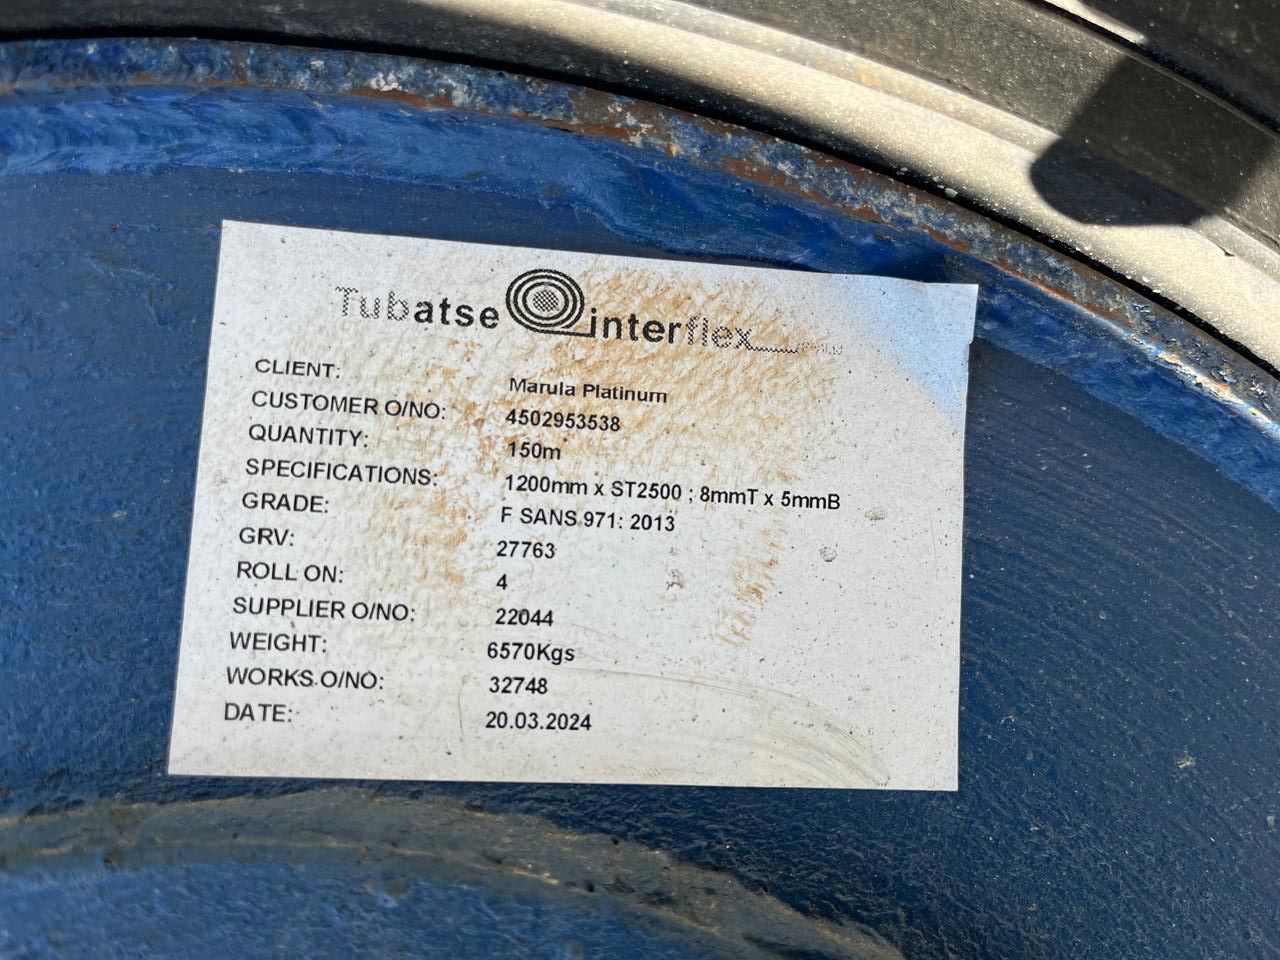 Tubatse interflex
CLIENT: Marula Platinum
CUSTOMER O/NO: 4502953538
QUANTITY: 150m
SPECIFICATIONS: 1200mm x ST2500 ; 8mmT x 5mmB
GRADE: F SANS 971: 2013
GRV: 27763
ROLL ON: 4
SUPPLIER O/NO: 22044
WEIGHT: 6570Kgs
WORKS O/NO: 32748
DATE: 20.03.2024